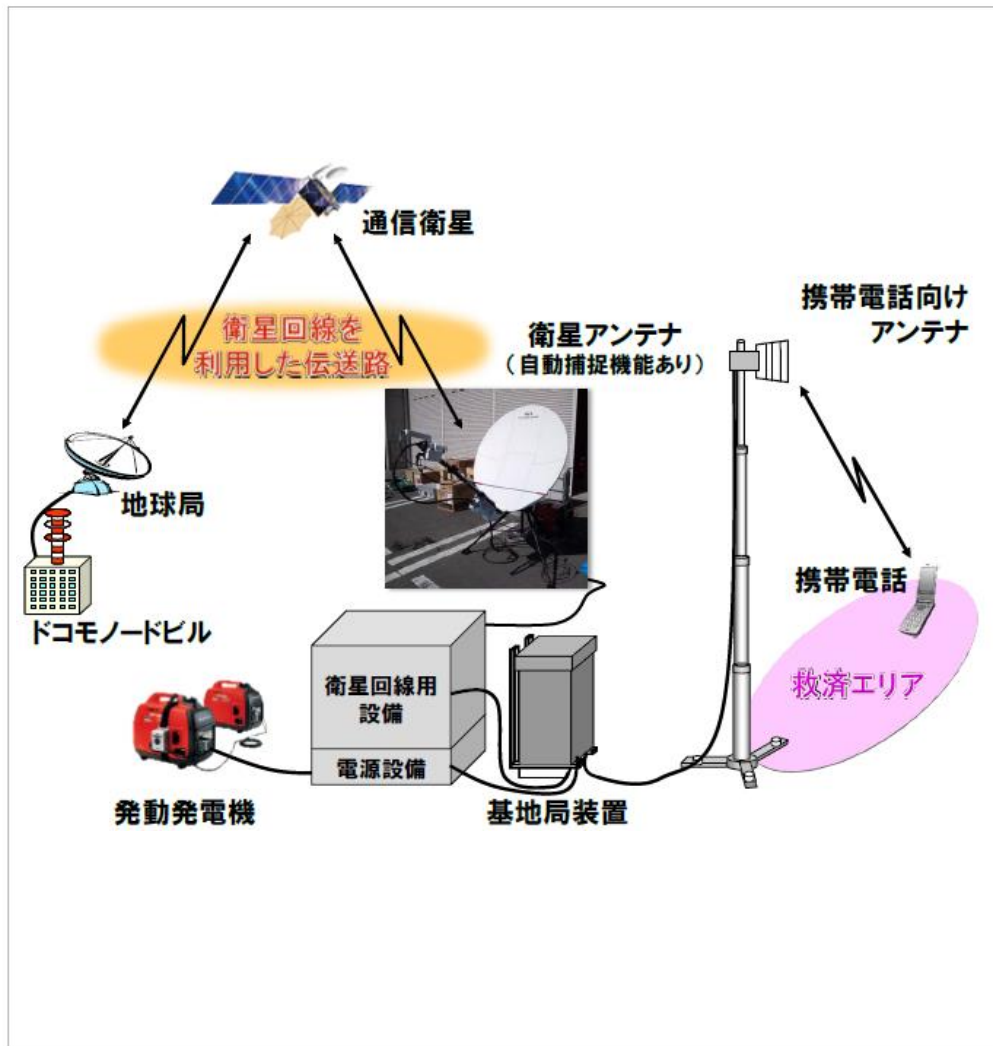 通信衛星
衛星回線を
利用した伝送路
衛星アンテナ
（自動捕捉機能あり）
携帯電話向け
アンテナ
地球局
ドコモノードビル
携帯電話
救済エリア
衛星回線用
設備
電源設備
発動発電機
基地局装置